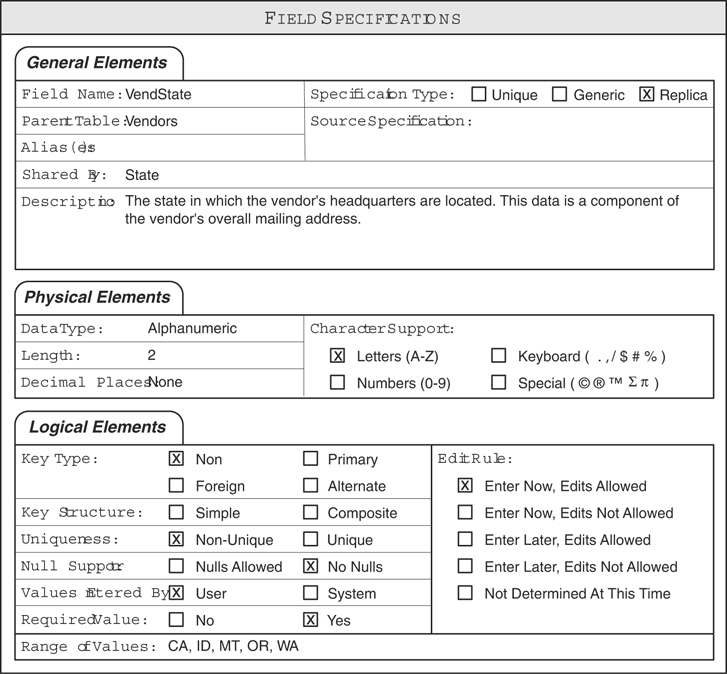 FIELD SPECIFICATIONS
General Elements
Field Name: VendState
Specification Type: Unique Generic X Replica
Parent Table: Vendors
Source Specification:
Alias(es):
Shared By: State
Description: The state in which the vendor's headquarters are located. This data is a component of
the vendor's overall mailing address.
Physical Elements
Data Type: Alphanumeric
Character Support:
Length: 2
X Letters (A-Z) Keyboard ( . , / $ # % )
Decimal Places: None
Numbers (0-9) Special ( © ® ™ Σ π )
Logical Elements
Key Type: X Non Primary
Edit Rule:
Foreign Alternate
X Enter Now, Edits Allowed
Key Structure: Simple Composite
Enter Now, Edits Not Allowed
Uniqueness: X Non-Unique Unique
Enter Later, Edits Allowed
Null Support: Nulls Allowed X No Nulls
Enter Later, Edits Not Allowed
Values Entered By: X User System
Not Determined At This Time
Required Value: No X Yes
Range of Values: CA, ID, MT, OR, WA